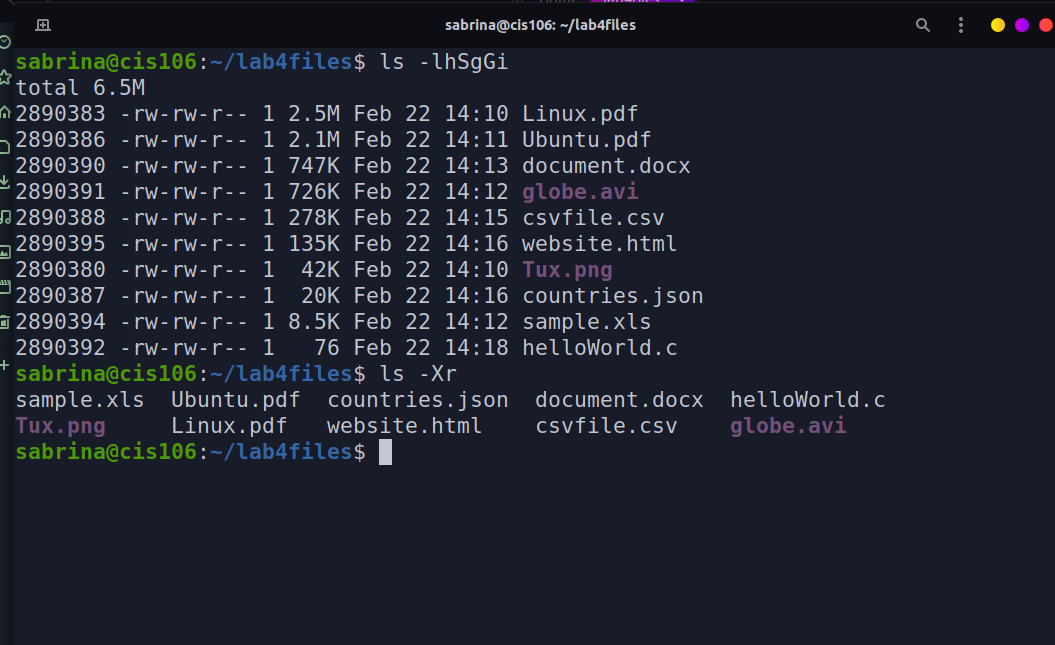 sabrina@cis106: ~/lab4files
sabrina@cis106:~/lab4files$ ls -lhSgGi
total 6.5M
2890383 -rw-rw-r-- 1 2.5M Feb 22 14:10 Linux.pdf
2890386 -rw-rw-r-- 1 2.1M Feb 22 14:11 Ubuntu.pdf
2890390 -rw-rw-r-- 1 747K Feb 22 14:13 document.docx
2890391 -rw-rw-r-- 1 726K Feb 22 14:12 globe.avi
2890388 -rw-rw-r-- 1 278K Feb 22 14:15 csvfile.csv
2890395 -rw-rw-r-- 1 135K Feb 22 14:16 website.html
2890380 -rw-rw-r-- 1  42K Feb 22 14:10 Tux.png
2890387 -rw-rw-r-- 1  20K Feb 22 14:16 countries.json
2890394 -rw-rw-r-- 1 8.5K Feb 22 14:12 sample.xls
2890392 -rw-rw-r-- 1   76 Feb 22 14:18 helloWorld.c
sabrina@cis106:~/lab4files$ ls -Xr
sample.xls  Ubuntu.pdf  countries.json  document.docx  helloWorld.c
Tux.png     Linux.pdf   website.html    csvfile.csv    globe.avi
sabrina@cis106:~/lab4files$